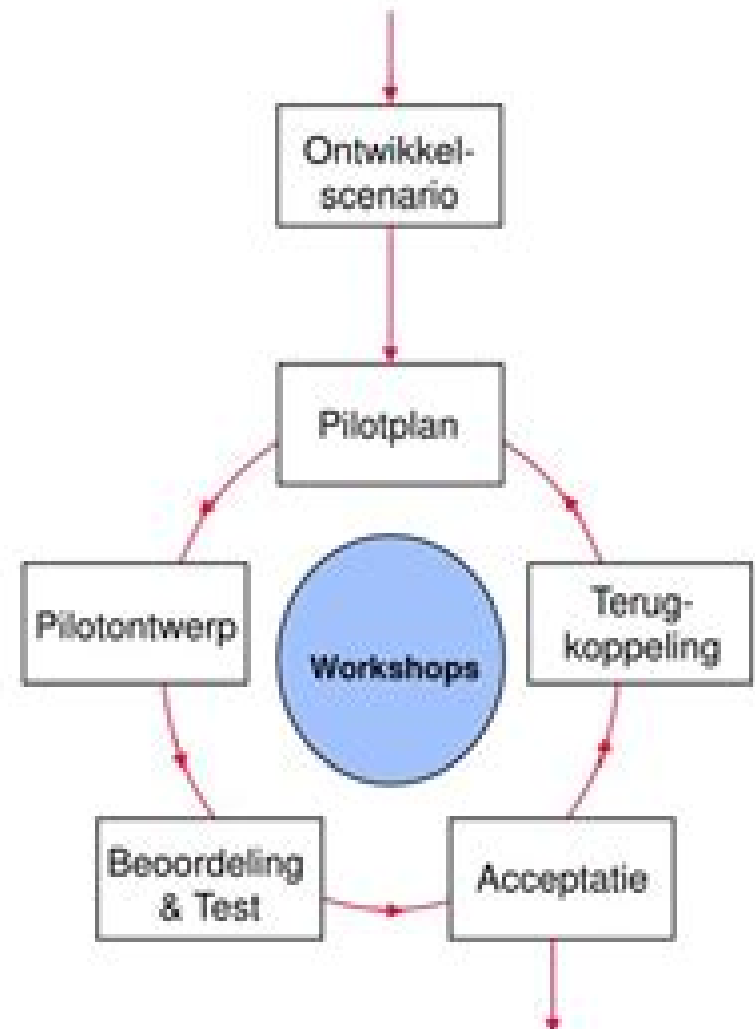 Ontwikkel-
scenario
Pilotplan
Pilotontwerp
Workshops
Terug-
koppeling
Beoordeling
& Test
Acceptatie